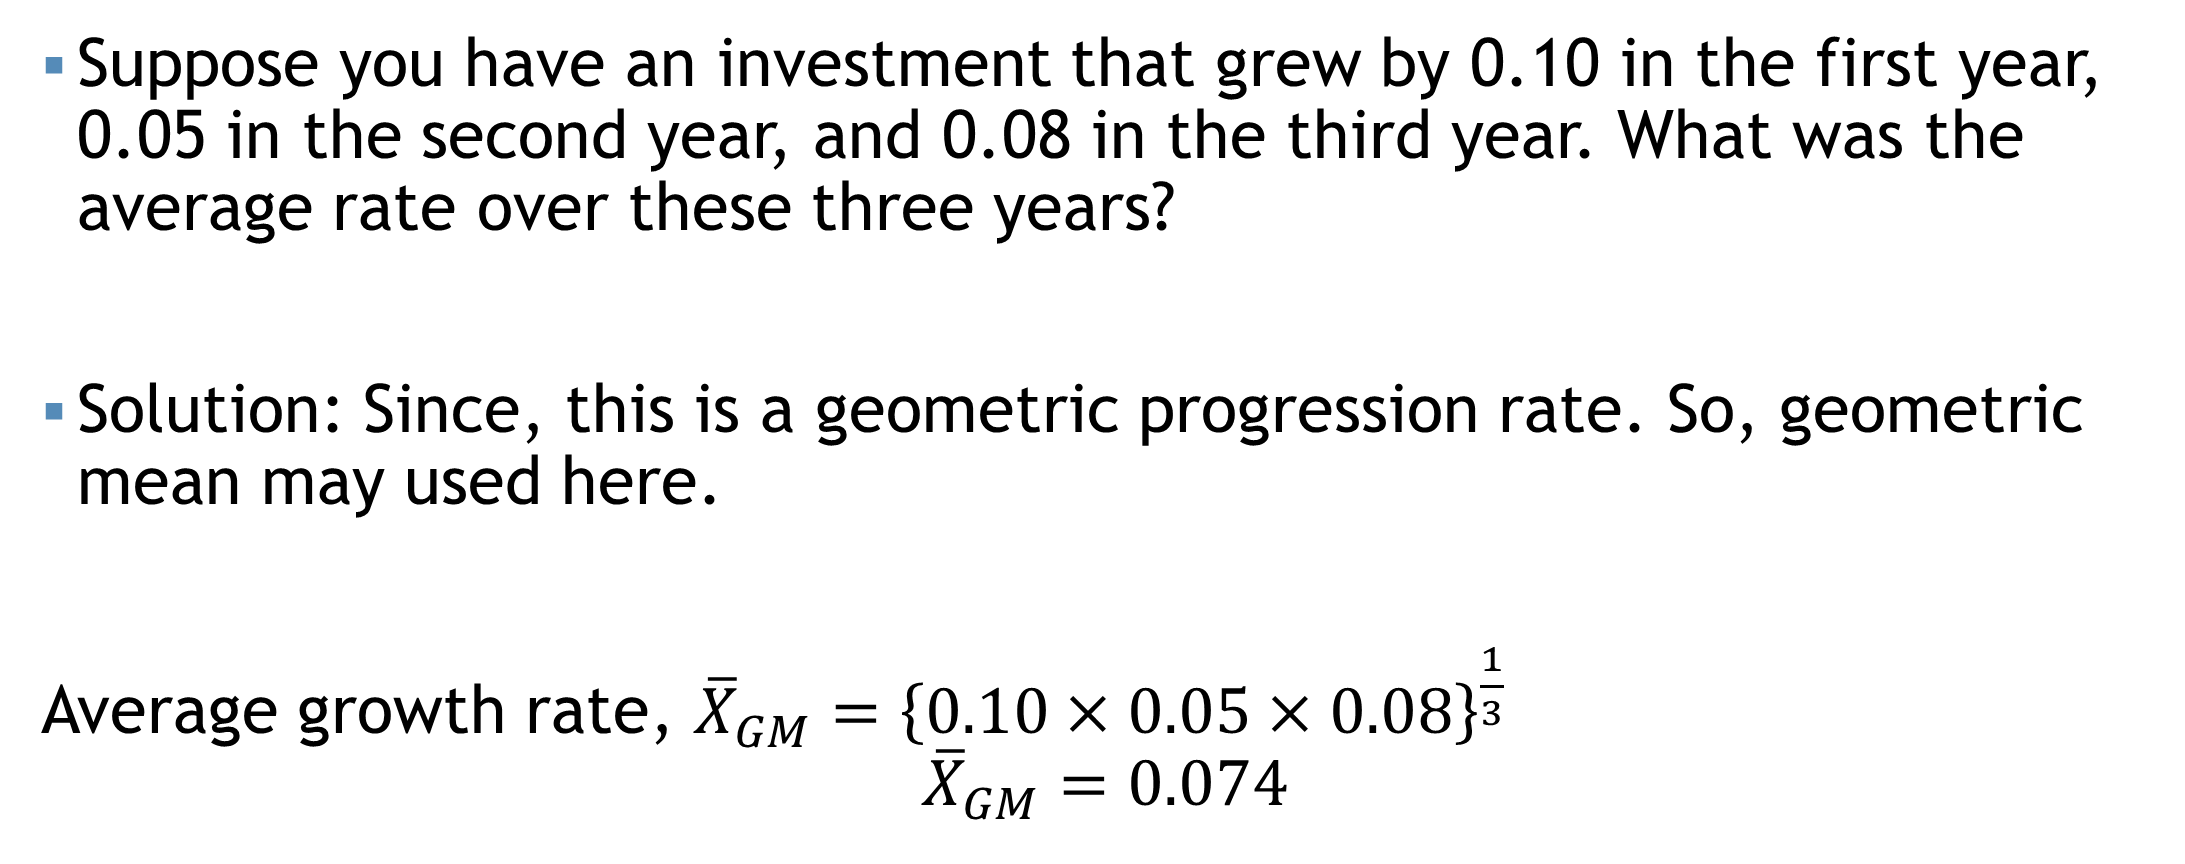 ▪ Suppose you have an investment that grew by 0.10 in the first year,
0.05 in the second year, and 0.08 in the third year. What was the
average rate over these three years?
▪ Solution: Since, this is a geometric progression rate. So, geometric
mean may used here.
Average growth rate, X̄_GM = {0.10 × 0.05 × 0.08}^(1/3)
X̄_GM = 0.074